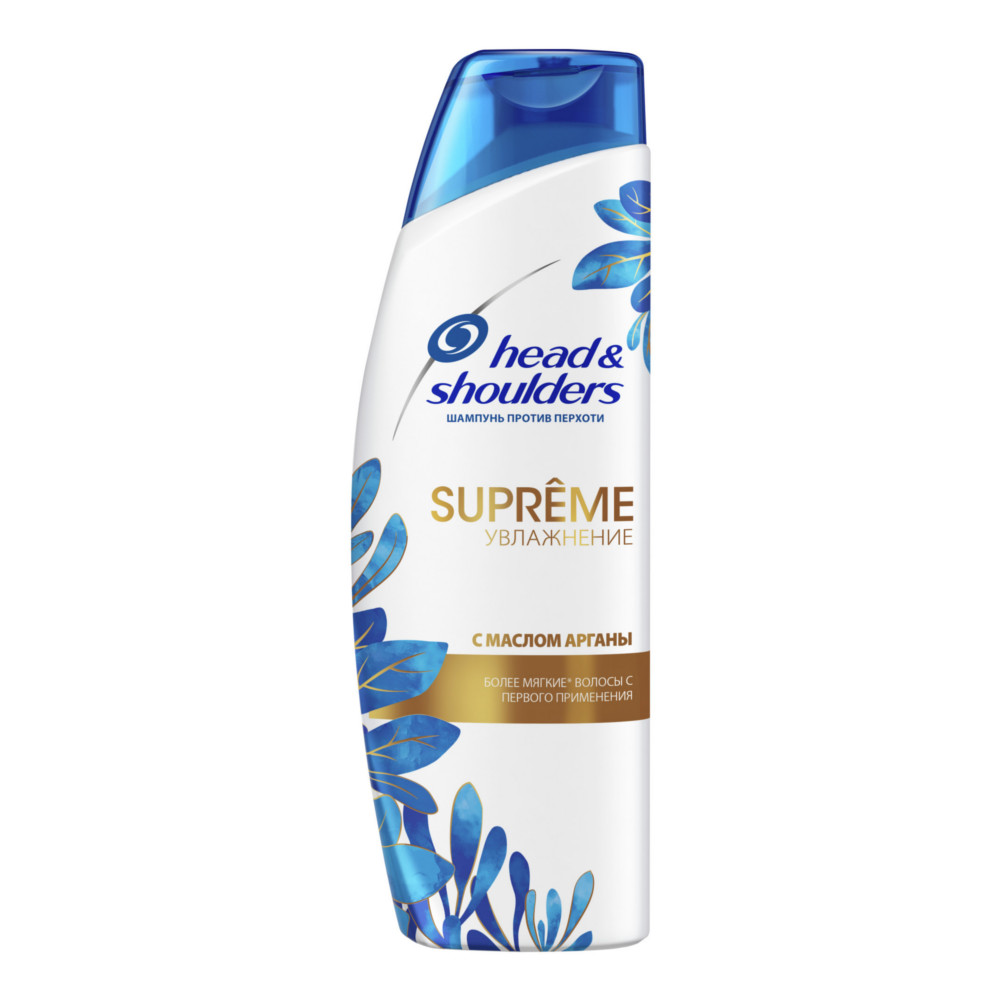 head &
shoulders
ШАМПУНЬ ПРОТИВ ПЕРХОТИ
SUPRÊME
УВЛАЖНЕНИЕ
С МАСЛОМ АРГАНЫ
БОЛЕЕ МЯГКИЕ* ВОЛОСЫ С
ПЕРВОГО ПРИМЕНЕНИЯ